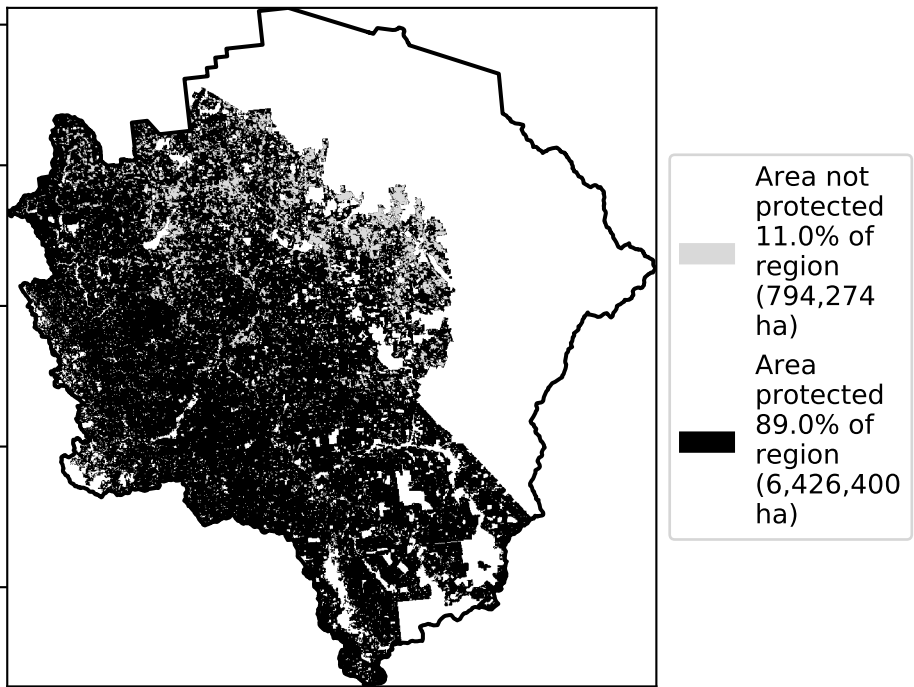 Area not
protected
11.0% of
region
(794,274
ha)
Area
protected
89.0% of
region
(6,426,400
ha)